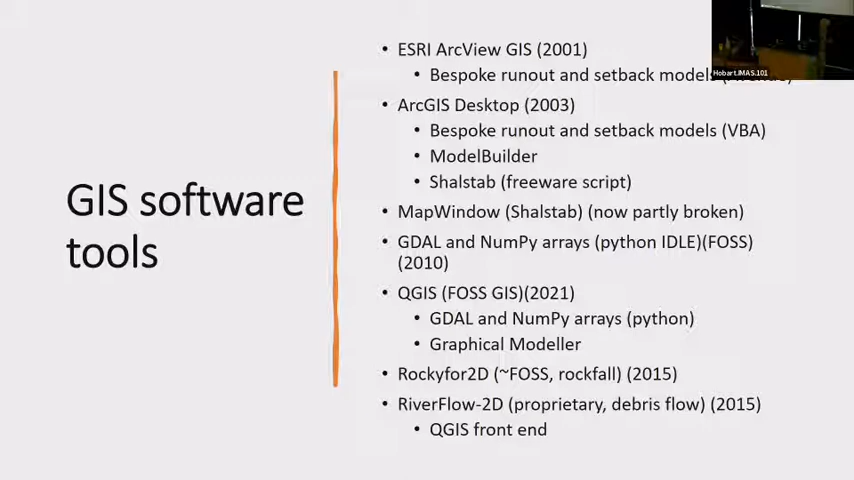 GIS software
tools
• ESRI ArcView GIS (2001)
• Bespoke runout and setback models
• ArcGIS Desktop (2003)
• Bespoke runout and setback models (VBA)
• ModelBuilder
• Shalstab (freeware script)
• MapWindow (Shalstab) (now partly broken)
• GDAL and NumPy arrays (python IDLE)(FOSS)
(2010)
• QGIS (FOSS GIS)(2021)
• GDAL and NumPy arrays (python)
• Graphical Modeller
• Rockyfor2D (~FOSS, rockfall) (2015)
• RiverFlow-2D (proprietary, debris flow) (2015)
• QGIS front end
Hobart.IMAS.101